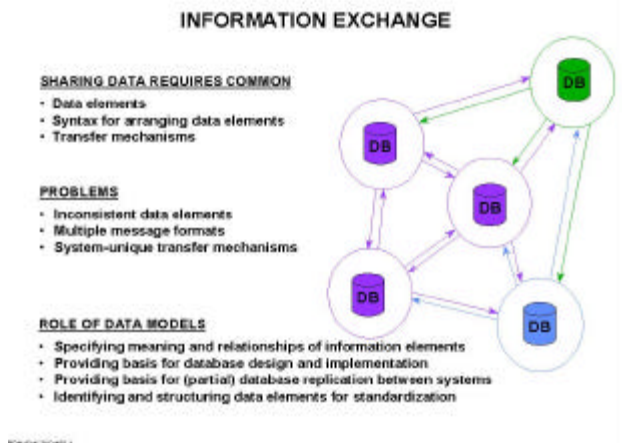 INFORMATION EXCHANGE
SHARING DATA REQUIRES COMMON
• Data elements
• Syntax for arranging data elements
• Transfer mechanisms
PROBLEMS
• Inconsistent data elements
• Multiple message formats
• System-unique transfer mechanisms
ROLE OF DATA MODELS
• Specifying meaning and relationships of information elements
• Providing basis for database design and implementation
• Providing basis for (partial) database replication between systems
• Identifying and structuring data elements for standardization
DB
DB
DB
DB
DB